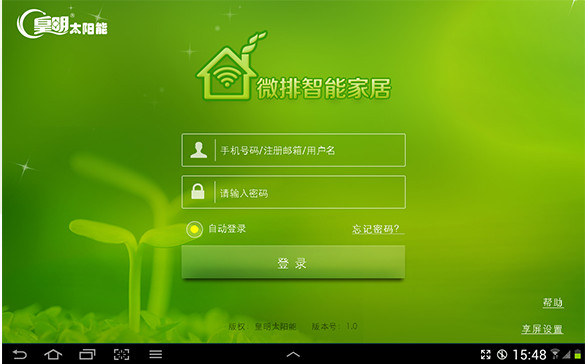 皇明太阳能
微排智能家居
手机号码/注册邮箱/用户名
请输入密码
自动登录
忘记密码?
登录
帮助
版权: 皇明太阳能 版本号: 1.0
享屏设置
15:48